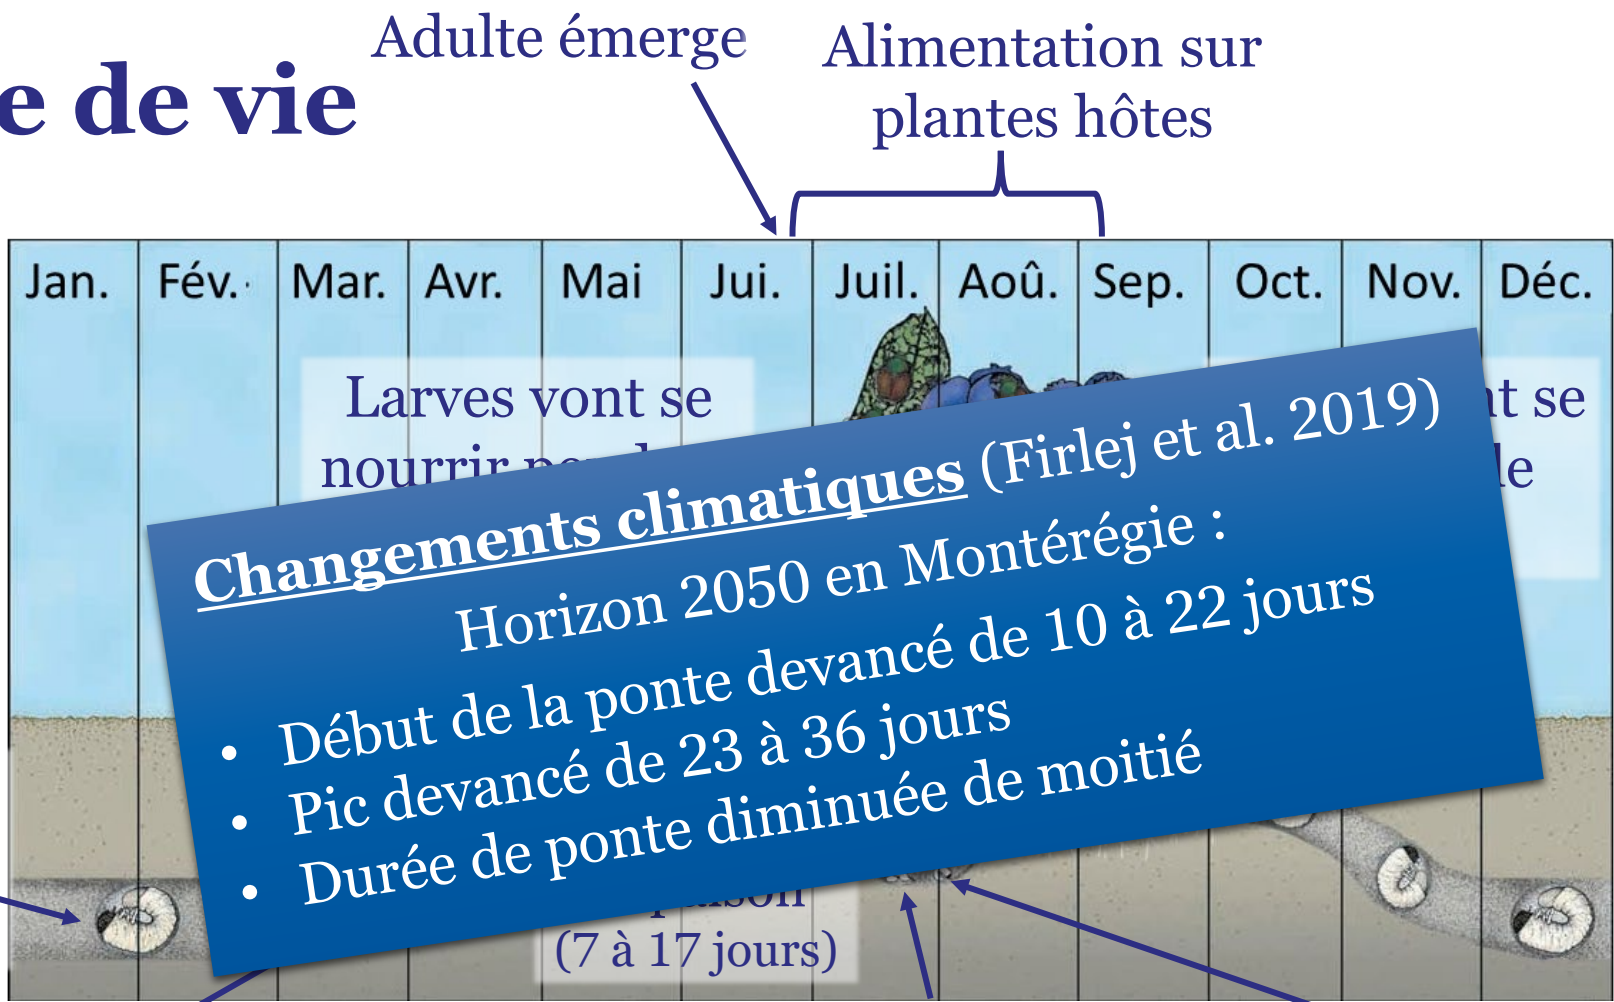 e de vie
Adulte émerge
Alimentation sur
plantes hôtes
Jan. Fév. Mar. Avr. Mai Jui. Juil. Aoû. Sep. Oct. Nov. Déc.
Larves vont se
nourrir
t se
le
Changements climatiques (Firlej et al. 2019)
Horizon 2050 en Montérégie :
• Début de la ponte devancé de 10 à 22 jours
• Pic devancé de 23 à 36 jours
• Durée de ponte diminuée de moitié
(7 à 17 jours)